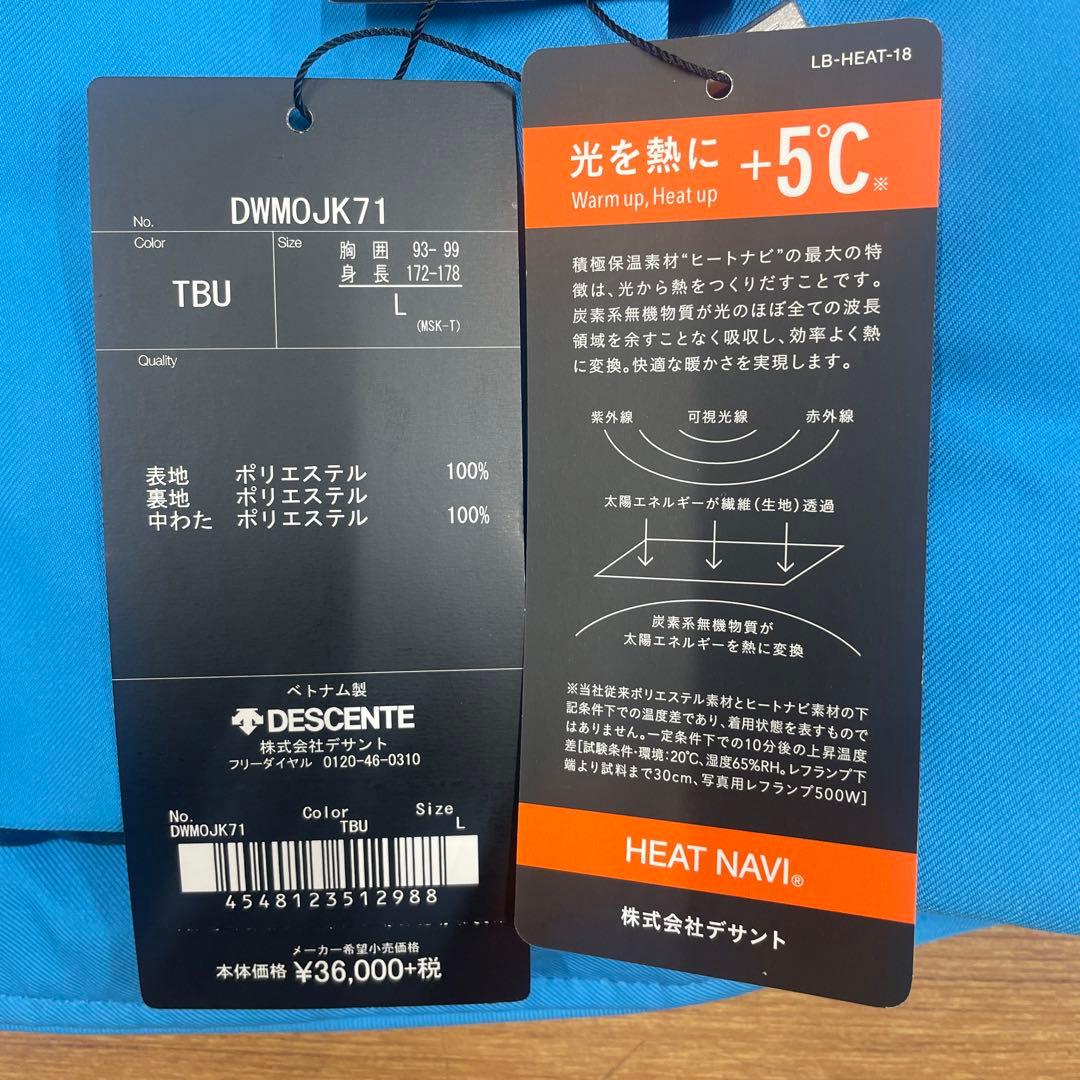 No. DWMOJK71
Color
TBU
Size
胸 囲 93- 99
身 長 172-178
L
(MSK-T)
Quality
表地 ポリエステル 100%
裏地 ポリエステル
中わた ポリエステル 100%
ベトナム製
DESCENTE
株式会社デサント
フリーダイヤル 0120-46-0310
No. Color Size
DWMOJK71 TBU L
4548123512988
メーカー希望小売価格
本体価格 ¥36,000+税
LB-HEAT-18
光を熱に +5℃※
Warm up, Heat up
積極保温素材“ヒートナビ”の最大の特
徴は、光から熱をつくりだすことです。
炭素系無機物質が光のほぼ全ての波長
領域を余すことなく吸収し、効率よく熱
に変換。快適な暖かさを実現します。
紫外線 可視光線 赤外線
太陽エネルギーが繊維(生地)透過
炭素系無機物質が
太陽エネルギーを熱に変換
※当社従来ポリエステル素材とヒートナビ素材の下
記条件下での温度差であり、着用状態を表すもので
はありません。一定条件下での10分後の上昇温度
差[試験条件・環境:20℃、湿度65%RH。レフランプ下
端より試料まで30cm、写真用レフランプ500W]
HEAT NAVI®
株式会社デサント